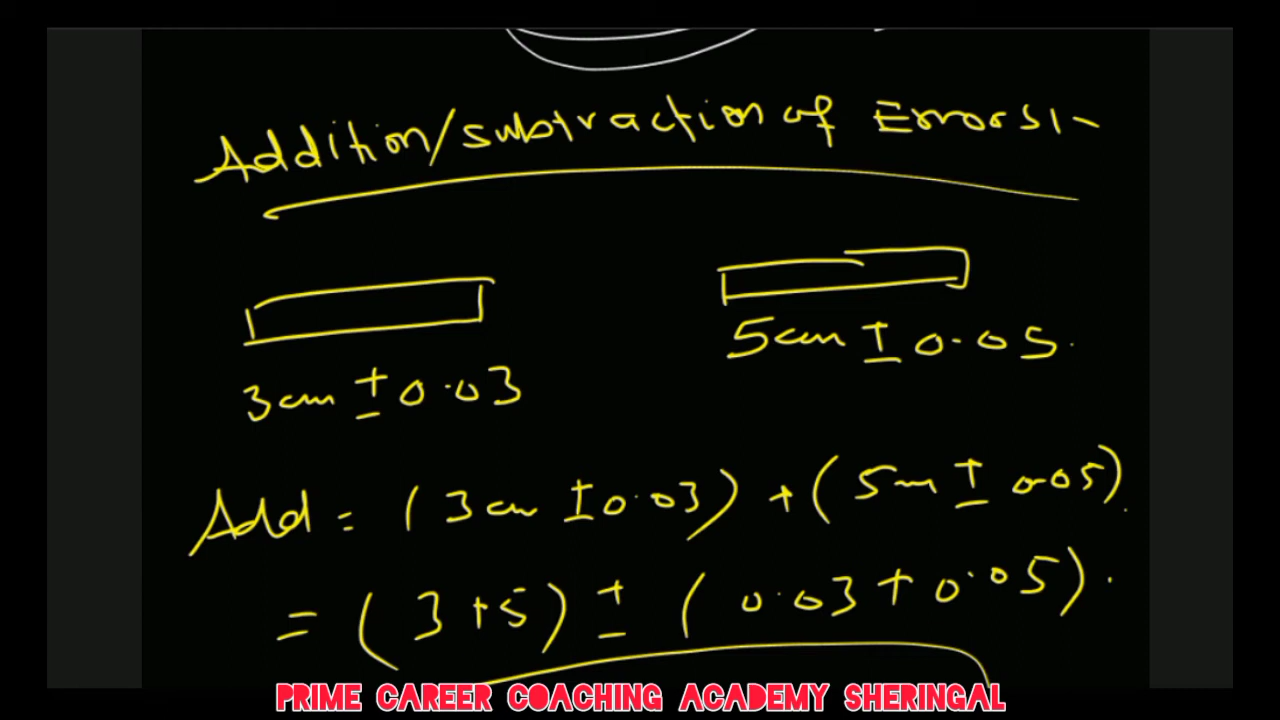 Addition/subtraction of Errors:-
3cm ± 0.03
5cm ± 0.05.
Add = (3cm ± 0.03) + (5cm ± 0.05).
= (3+5) ± (0.03 + 0.05).
PRIME CAREER COACHING ACADEMY SHERINGAL